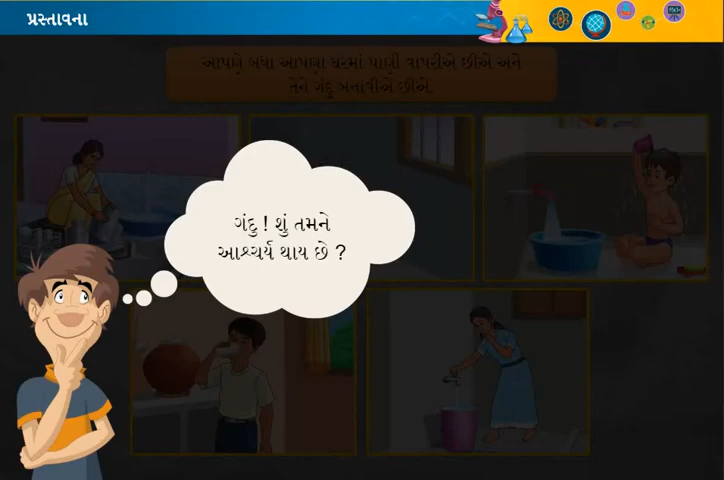 પ્રસ્તાવના
આપણે બધા આપણા ઘરમાં પાણી વાપરીએ છીએ અને
તેને ગંદુ બનાવીએ છીએ.
ગંદુ ! શું તમને
આશ્ચર્ય થાય છે ?